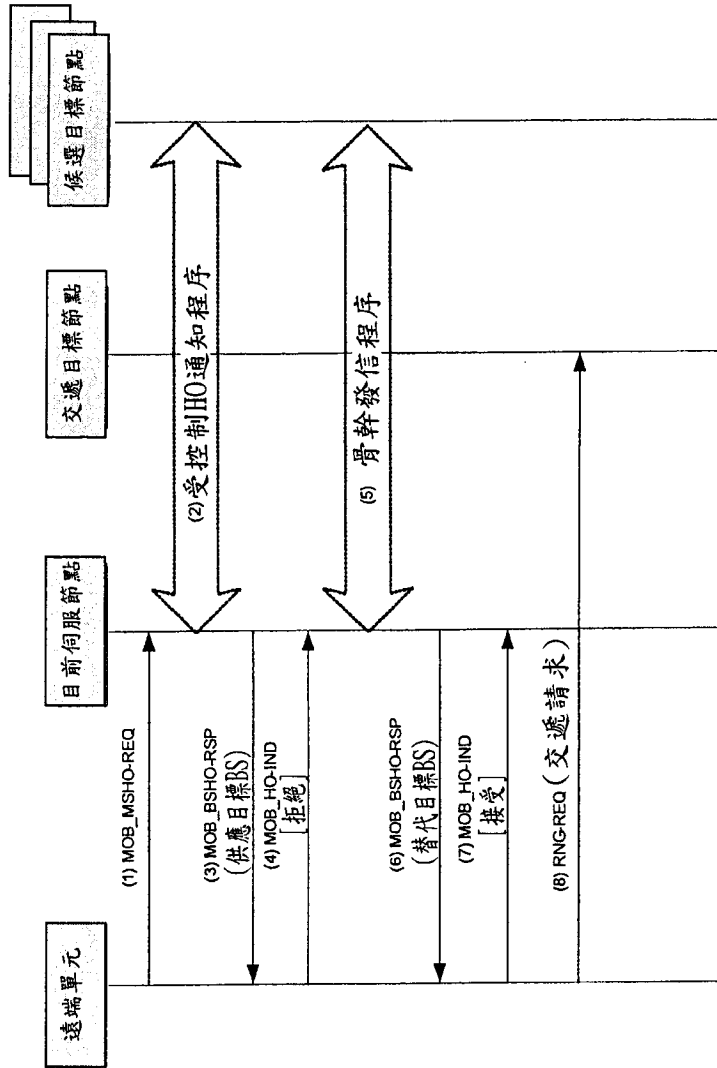 遠端單元
目前伺服節點
交遞目標節點
候選目標節點
(1) MOB_MSHO-REQ
(2)受控制HO通知程序
(3) MOB_BSHO-RSP
(供應目標BS)
(4) MOB_HO-IND
[拒絕]
(5) 骨幹發信程序
(6) MOB_BSHO-RSP
(替代目標BS)
(7) MOB_HO-IND
[接受]
(8) RNG-REQ (交遞請求)